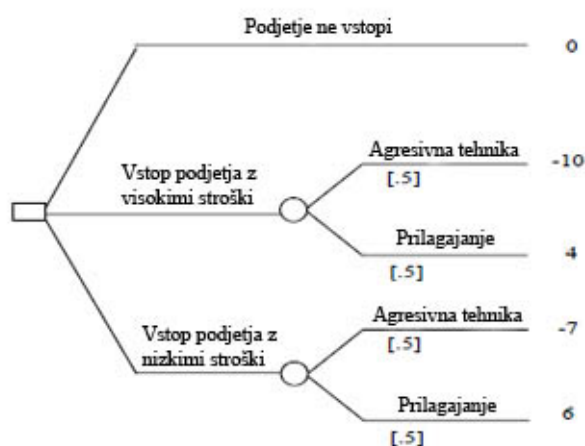 Podjetje ne vstopi 0
Agresivna tehnika -10
[.5]
Vstop podjetja z
visokimi stroški
Prilagajanje 4
[.5]
Agresivna tehnika -7
[.5]
Vstop podjetja z
nizkimi stroški
Prilagajanje 6
[.5]